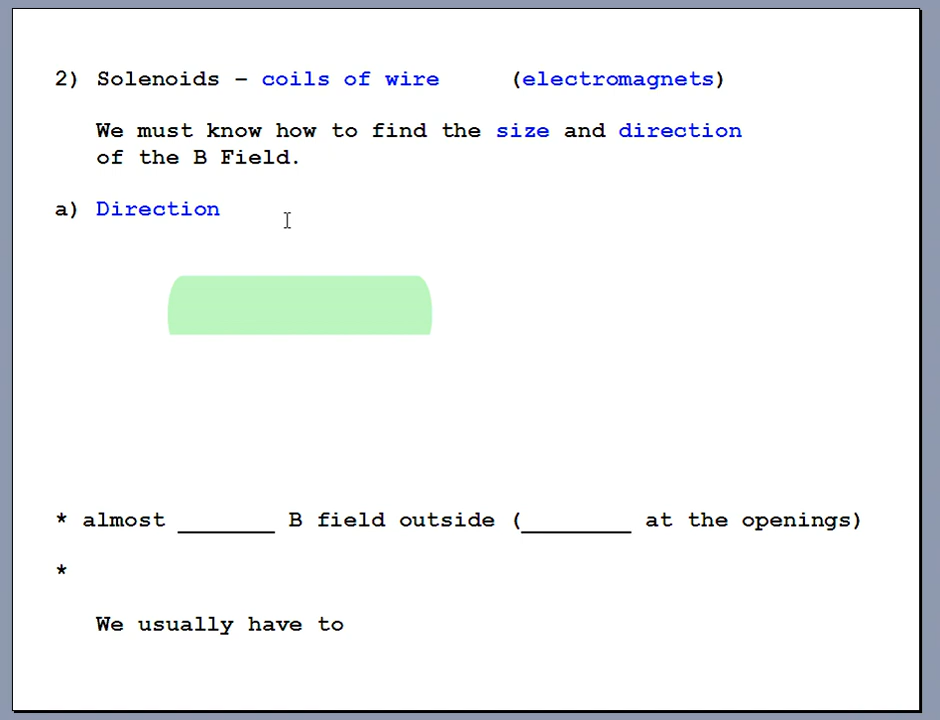 2) Solenoids – coils of wire (electromagnets)
We must know how to find the size and direction
of the B Field.
a) Direction
* almost _______ B field outside (________ at the openings)
*
We usually have to